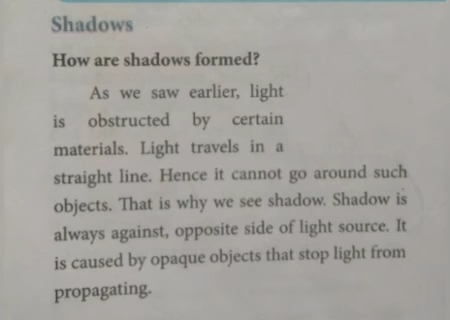 Shadows
How are shadows formed?
As we saw earlier, light
is obstructed by certain
materials. Light travels in a
straight line. Hence it cannot go around such
objects. That is why we see shadow. Shadow is
always against, opposite side of light source. It
is caused by opaque objects that stop light from
propagating.